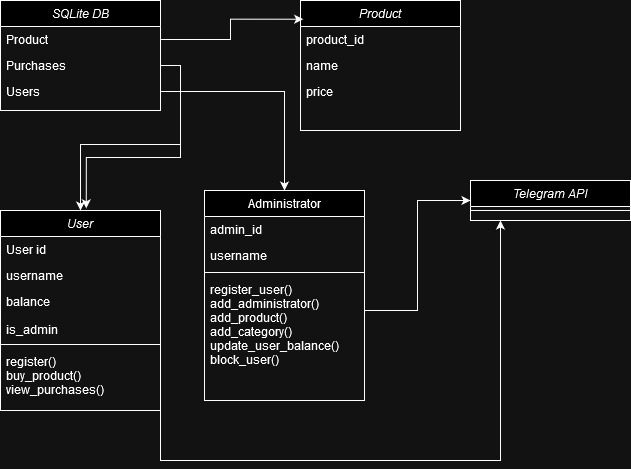 SQLite DB
Product
Purchases
Users
Product
product_id
name
price
User
User id
username
balance
is_admin
register()
buy_product()
view_purchases()
Administrator
admin_id
username
register_user()
add_administrator()
add_product()
add_category()
update_user_balance()
block_user()
Telegram API